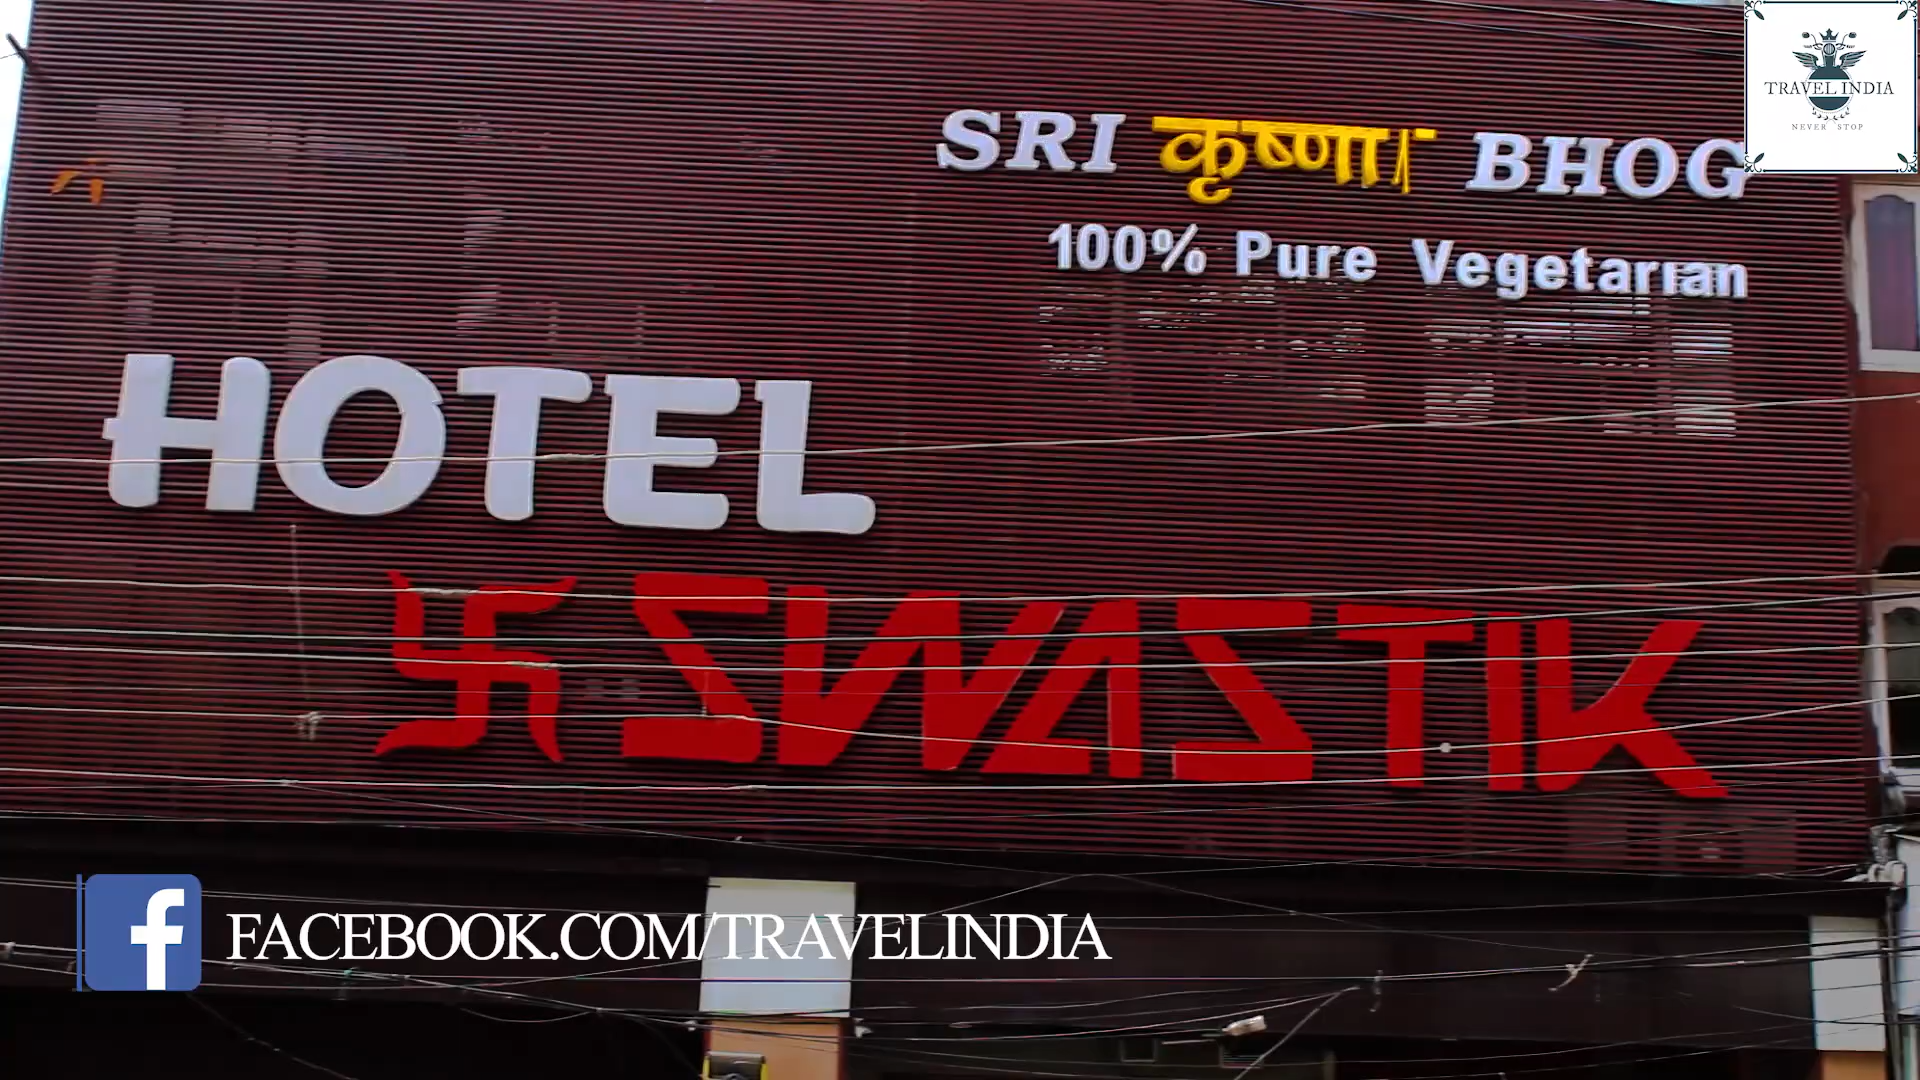 TRAVEL INDIA
NEVER STOP
SRI कृष्णा BHOG
100% Pure Vegetarian
HOTEL
卐 SWASTIK
FACEBOOK.COM/TRAVELINDIA